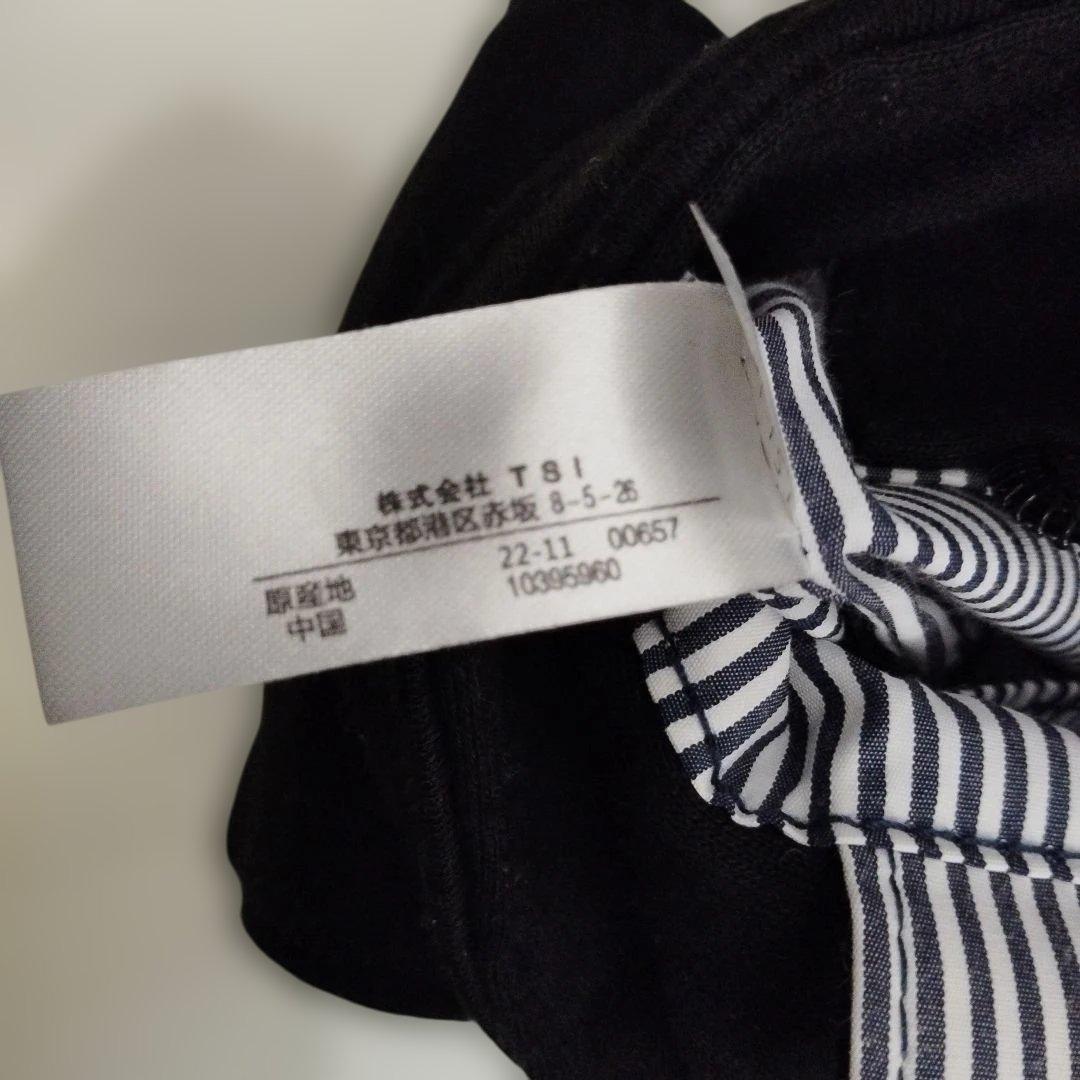 株式会社 TSI
東京都港区赤坂 8-5-26
22-11 00657
原産地 10395960
中国